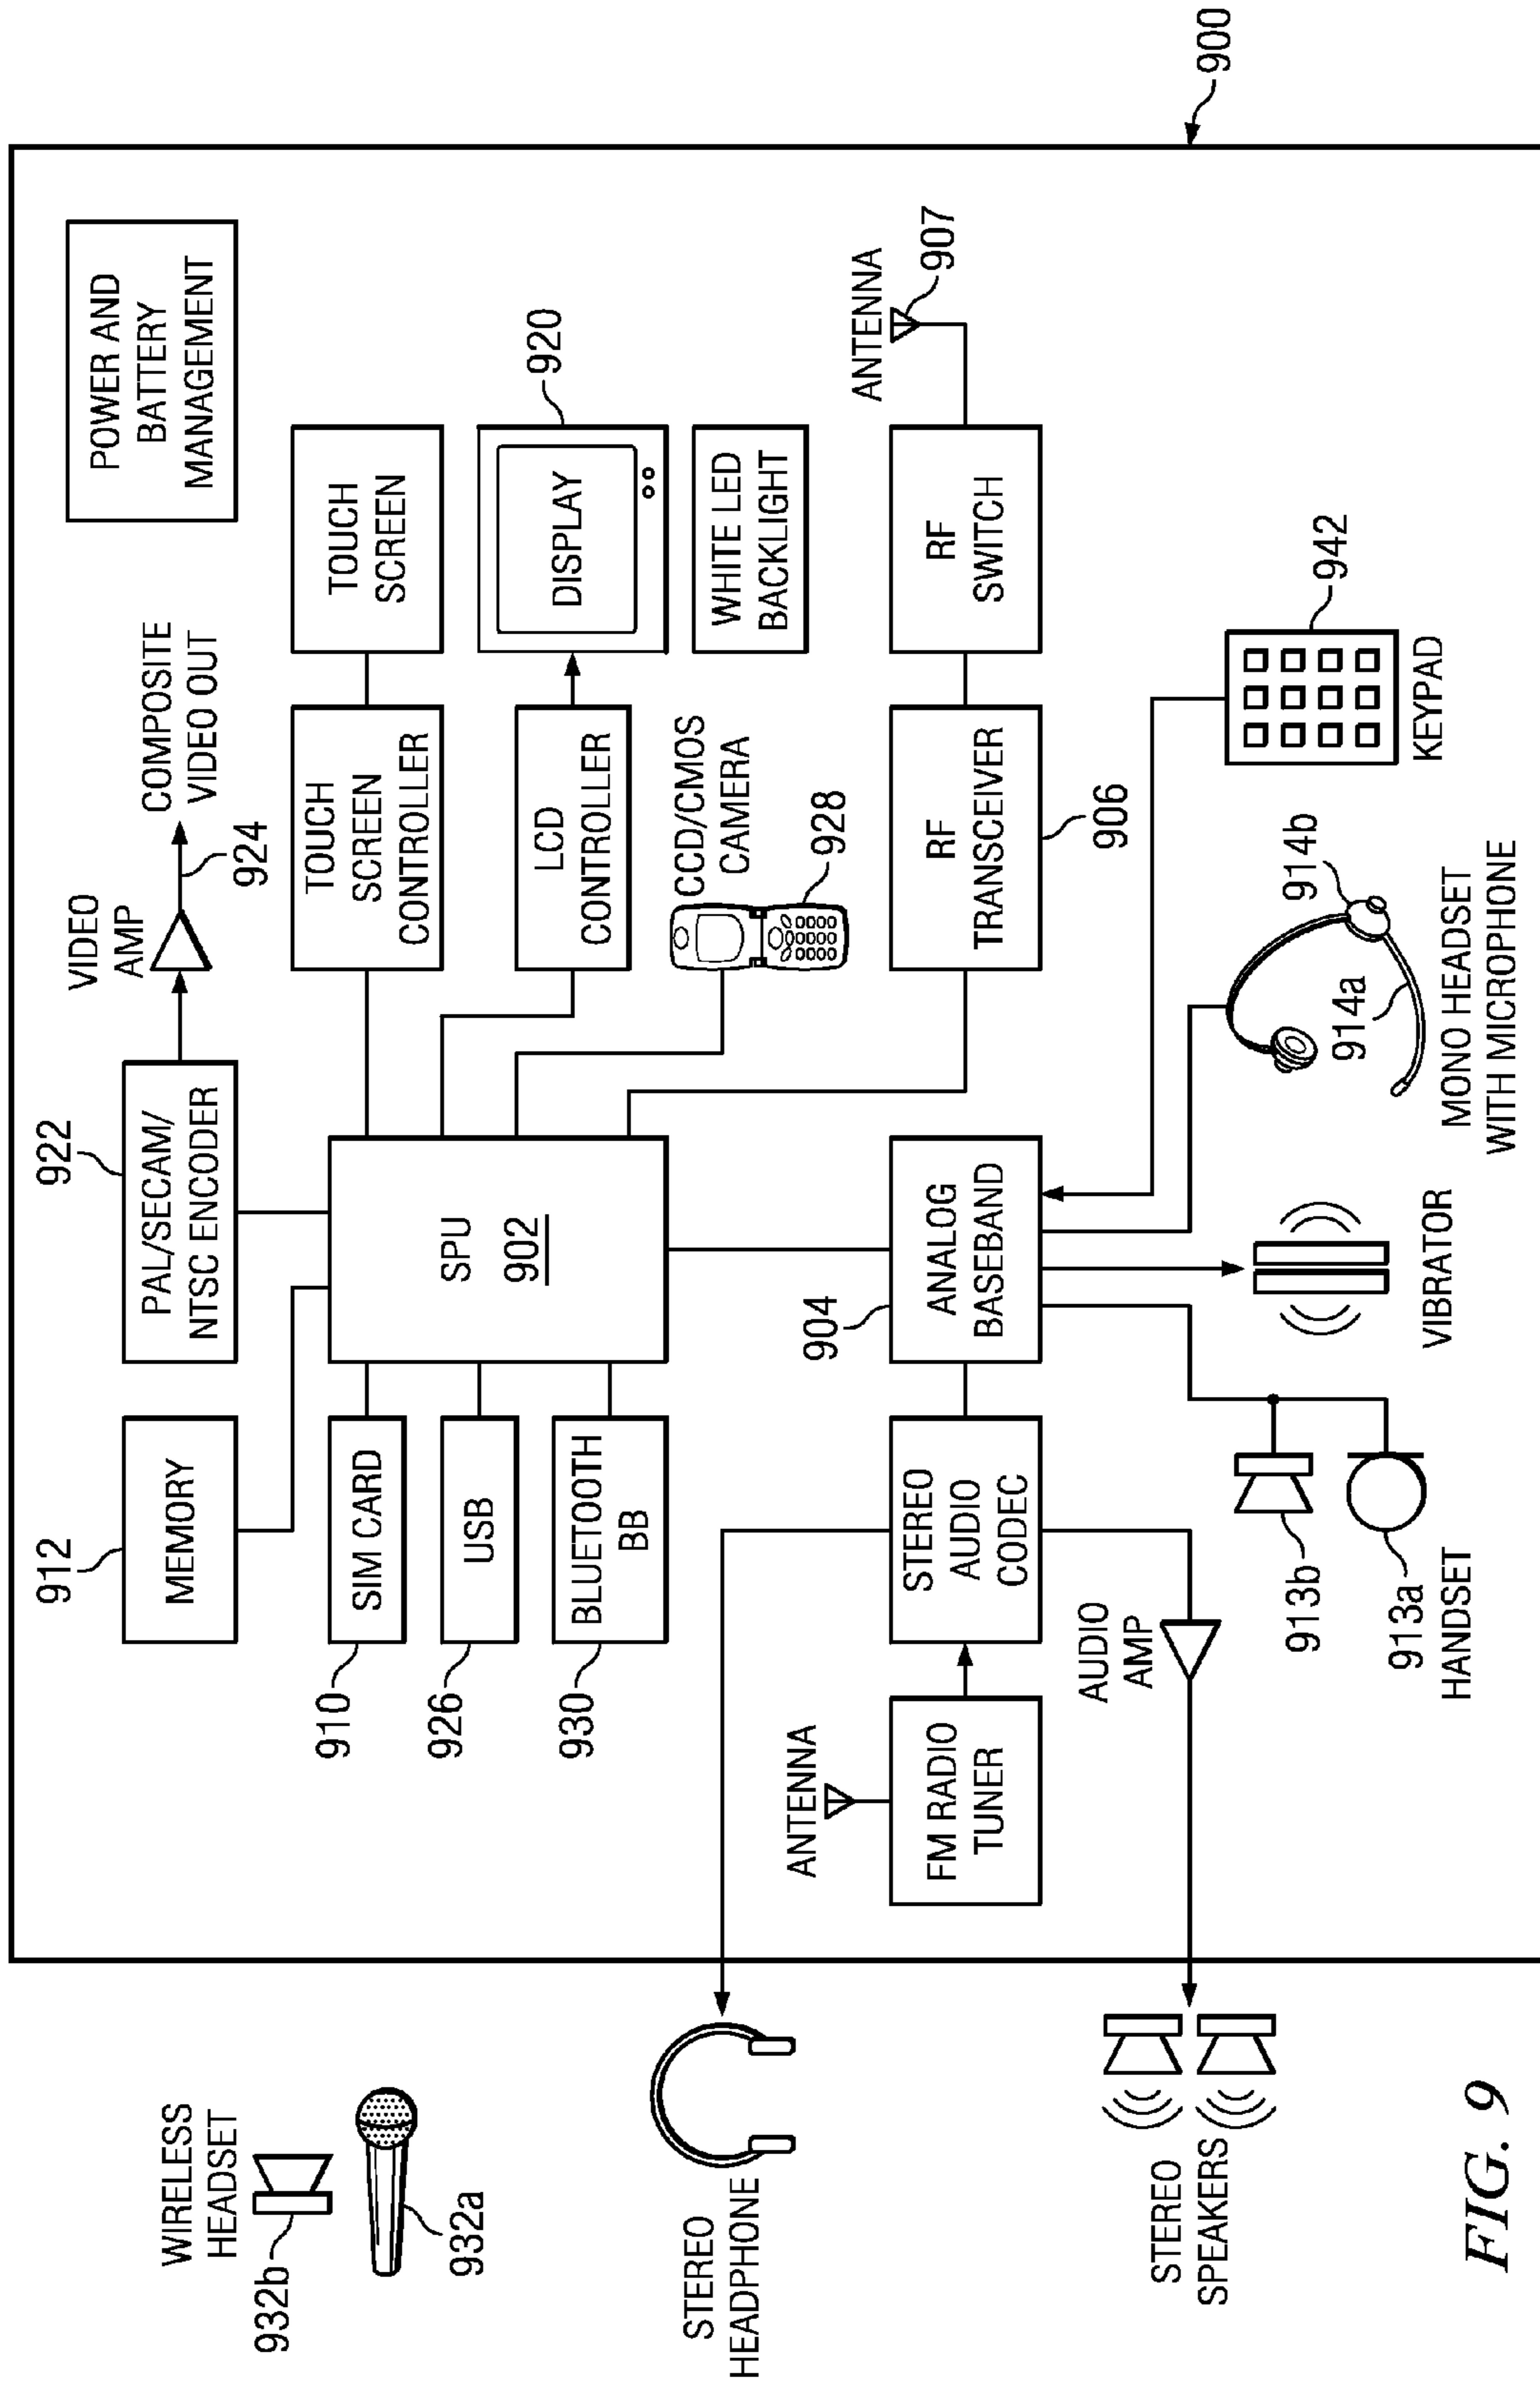 WIRELESS
HEADSET
932b
932a
STEREO
HEADPHONE
STEREO
SPEAKERS
912
MEMORY
922
PAL/SECAM/
NTSC ENCODER
VIDEO
AMP
924
COMPOSITE
VIDEO OUT
POWER AND
BATTERY
MANAGEMENT
910
SIM CARD
926
USB
930
BLUETOOTH
BB
SPU
902
TOUCH
SCREEN
CONTROLLER
TOUCH
SCREEN
LCD
CONTROLLER
DISPLAY
920
CCD/CMOS
CAMERA
928
WHITE LED
BACKLIGHT
ANTENNA
FM RADIO
TUNER
STEREO
AUDIO
CODEC
904
ANALOG
BASEBAND
RF
TRANSCEIVER
906
RF
SWITCH
ANTENNA
907
AUDIO
AMP
913b
913a
HANDSET
VIBRATOR
914a
914b
MONO HEADSET
WITH MICROPHONE
942
KEYPAD
900
FIG. 9